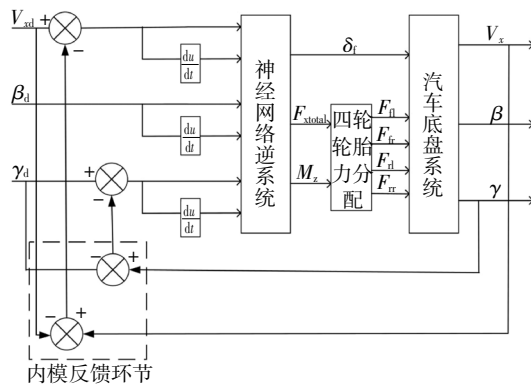 V_xd + − du/dt
β_d du/dt
γ_d + − du/dt
神经网络逆系统
δ_f
F_xtotal
M_z
四轮轮胎力分配
F_fl
F_fr
F_rl
F_rr
汽车底盘系统
V_x
β
γ
− +
− +
内模反馈环节